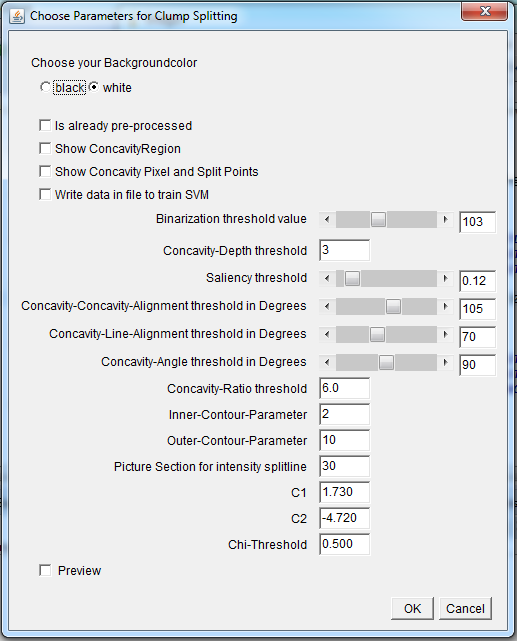 Choose Parameters for Clump Splitting
Choose your Backgroundcolor
black white
Is already pre-processed
Show ConcavityRegion
Show Concavity Pixel and Split Points
Write data in file to train SVM
Binarization threshold value 103
Concavity-Depth threshold 3
Saliency threshold 0.12
Concavity-Concavity-Alignment threshold in Degrees 105
Concavity-Line-Alignment threshold in Degrees 70
Concavity-Angle threshold in Degrees 90
Concavity-Ratio threshold 6.0
Inner-Contour-Parameter 2
Outer-Contour-Parameter 10
Picture Section for intensity splitline 30
C1 1.730
C2 -4.720
Chi-Threshold 0.500
Preview
OK Cancel